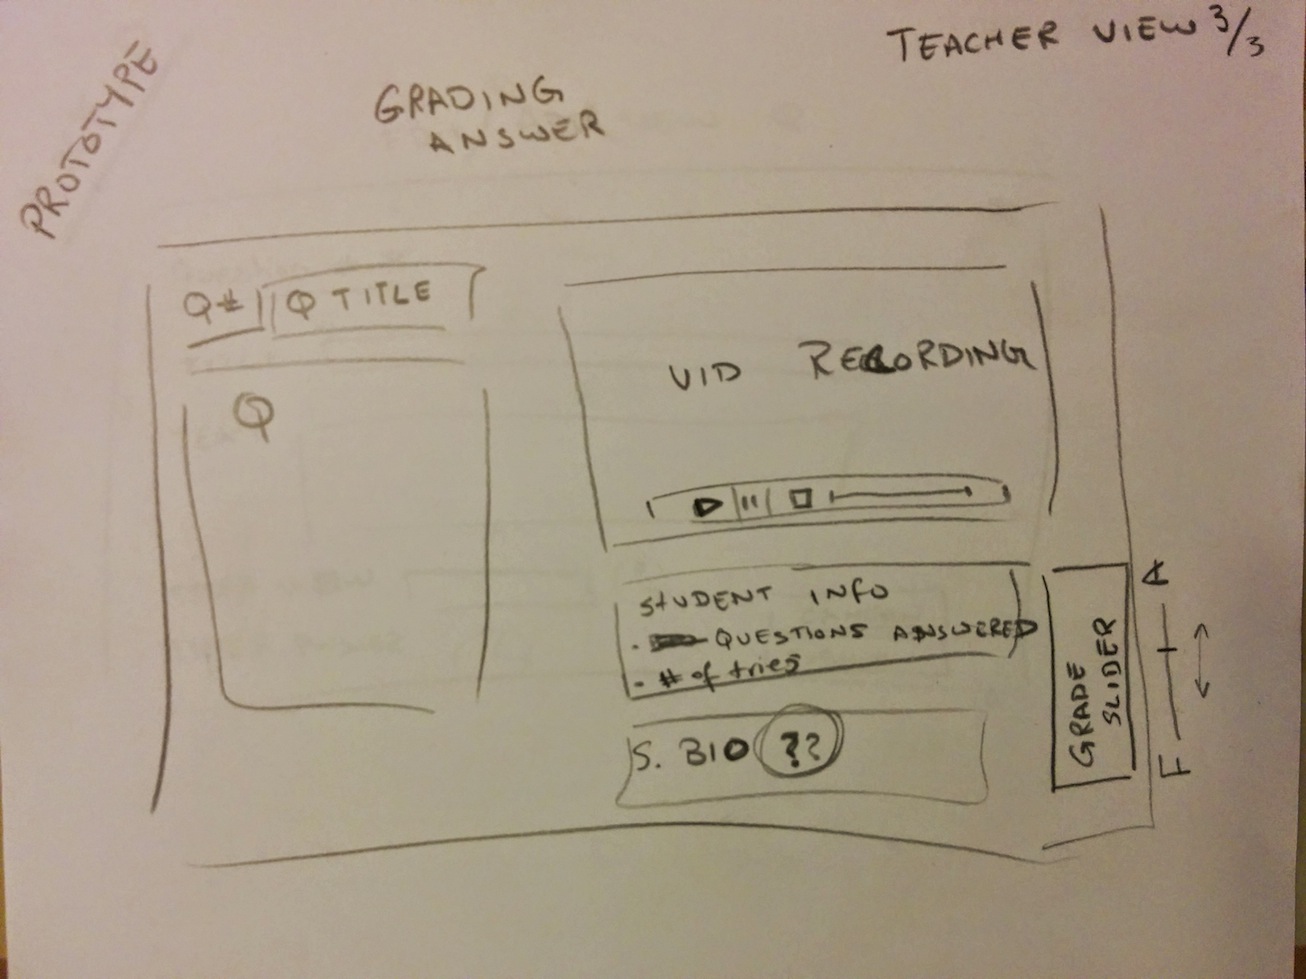 PROTOTYPE
TEACHER VIEW 3/3
GRADING
ANSWER
Q# Q TITLE
Q
VID RECORDING
STUDENT INFO
• QUESTIONS ANSWERED
• # of tries
S. BIO ??
GRADE
SLIDER
A
F